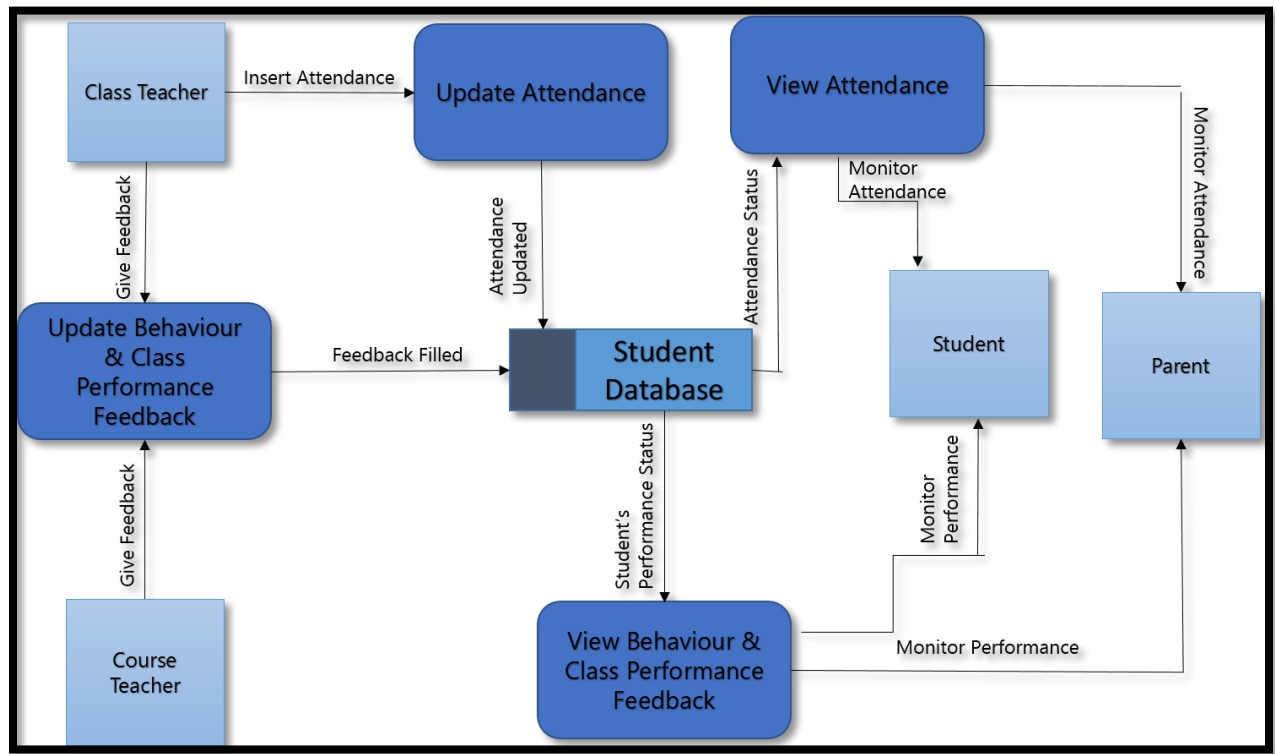 Class Teacher
Insert Attendance
Update Attendance
View Attendance
Monitor
Attendance
Monitor Attendance
Give Feedback
Attendance
Updated
Attendance Status
Update Behaviour
& Class
Performance
Feedback
Feedback Filled
Student
Database
Student
Parent
Give Feedback
Student's
Performance Status
Monitor
Performance
Course
Teacher
View Behaviour &
Class Performance
Feedback
Monitor Performance